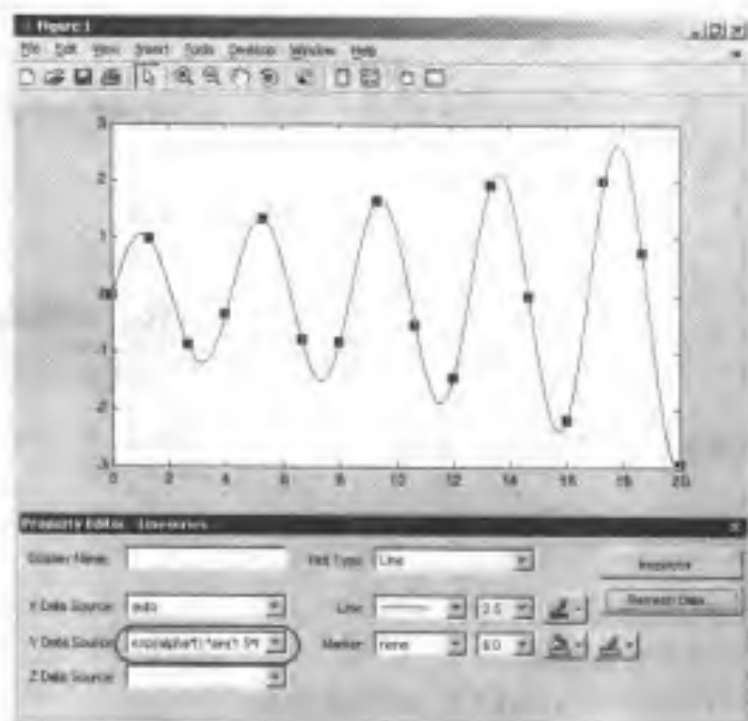 Figure 1
File Edit View Insert Tools Desktop Window Help
3
2
1
0
-1
-2
-3
0 2 4 6 8 10 12 14 16 18 20
Property Editor - Lineseries
Display Name: Plot Type: Line Inspector
X Data Source: auto Line: 2.5 Refresh Data...
Y Data Source: Marker: none 6.0
Z Data Source: